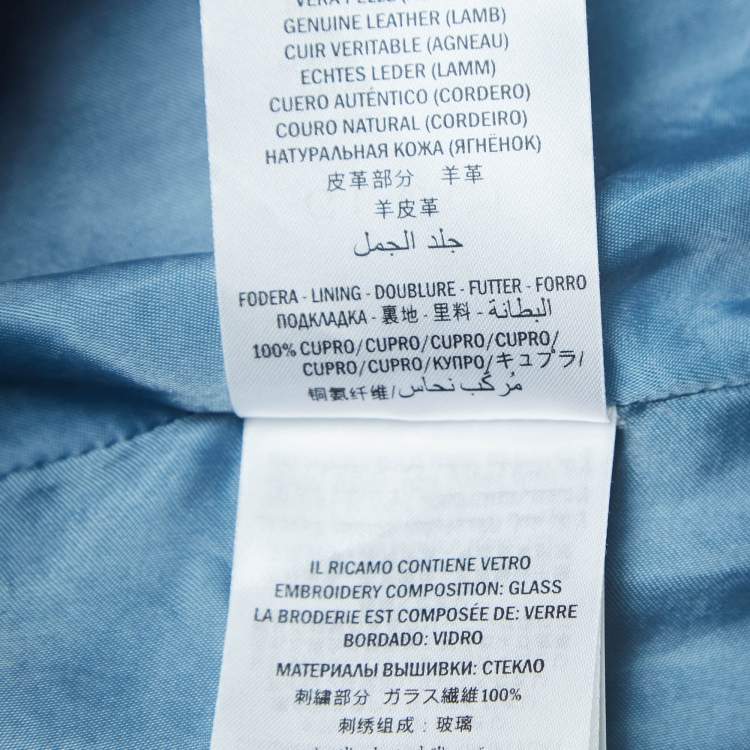 VERA PELLE (LAMB)
GENUINE LEATHER (LAMB)
CUIR VERITABLE (AGNEAU)
ECHTES LEDER (LAMM)
CUERO AUTÉNTICO (CORDERO)
COURO NATURAL (CORDEIRO)
НАТУРАЛЬНАЯ КОЖА (ЯГНЁНОК)
皮革部分 羊革
羊皮革
جلد الجمل
FODERA - LINING - DOUBLURE - FUTTER - FORRO
ПОДКЛАДКА - 裏地 - 里料 - البطانة
100% CUPRO/CUPRO/CUPRO/CUPRO/
CUPRO/CUPRO/КУПРО/キュプラ/
铜氨纤维/مُركّب نحاس
IL RICAMO CONTIENE VETRO
EMBROIDERY COMPOSITION: GLASS
LA BRODERIE EST COMPOSÉE DE: VERRE
BORDADO: VIDRO
МАТЕРИАЛЫ ВЫШИВКИ: СТЕКЛО
刺繍部分 ガラス繊維100%
刺绣组成：玻璃